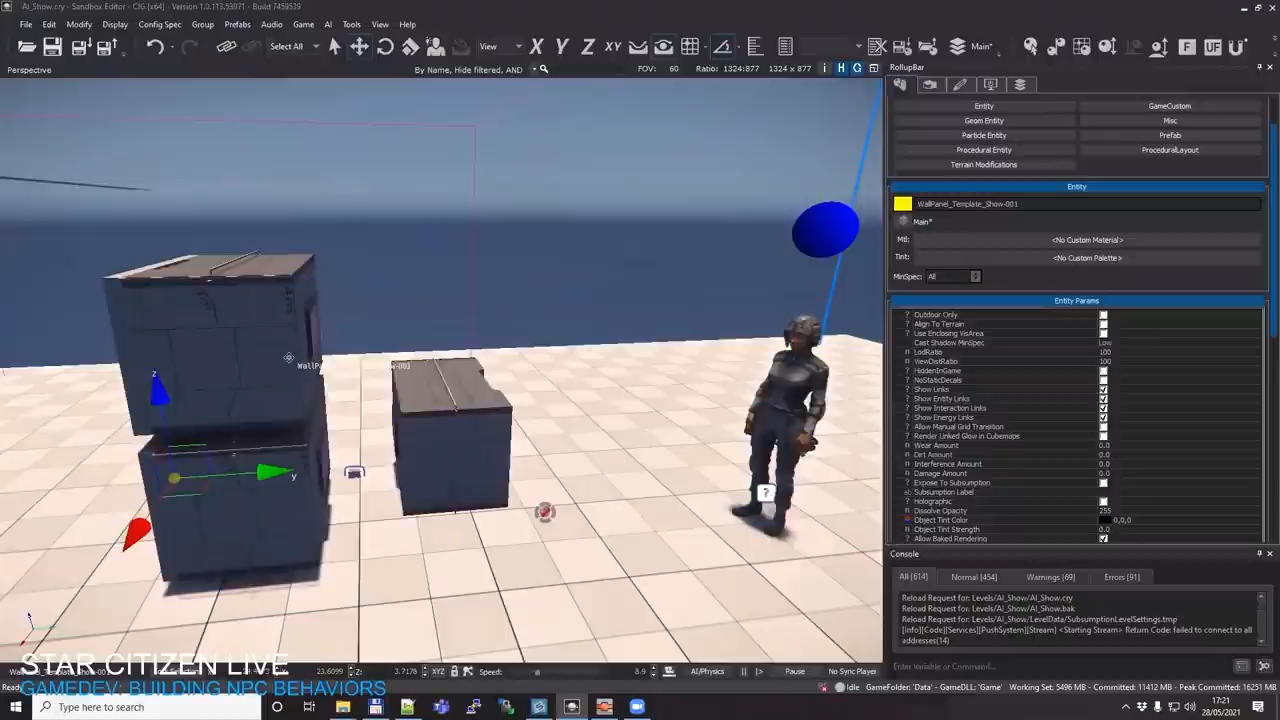 AI_Show.cry - Sandbox Editor - CIG [x64] - Version 1.0.113.53971 - Build 7459539
File Edit Modify Display Config Spec Group Prefabs Audio Game AI Tools View Help
Select All View X Y Z XY Main* F UF
Perspective By Name, Hide filtered, AND FOV: 60 Ratio: 1324:877 1324 x 877 i H G
RollupBar
Entity GameCustom
Geom Entity Misc
Particle Entity Prefab
Procedural Entity ProceduralLayout
Terrain Modifications
Entity
WallPanel_Template_Show-001
Main*
Mtl: <No Custom Material>
Tint: <No Custom Palette>
MinSpec: All
Entity Params
? Outdoor Only
? Align To Terrain
? Use Enclosing VisArea
Cast Shadow MinSpec Low
n LodRatio 100
n ViewDistRatio 100
? HiddenInGame
? NoStaticDecals
? Show Links
? Show Entity Links
? Show Interaction Links
? Show Energy Links
? Allow Manual Grid Transition
? Render Linked Glow in Cubemaps
n Wear Amount 0.0
n Dirt Amount 0.0
n Interference Amount 0.0
n Damage Amount 0.0
? Expose To Subsumption
ab Subsumption Label
? Holographic
n Dissolve Opacity 255
Object Tint Color 0,0,0
n Object Tint Strength 0.0
? Allow Baked Rendering
z
y
?
Console
All [614] Normal (454) Warnings (69) Errors (91)
Reload Request for: Levels/AI_Show/AI_Show.cry
Reload Request for: Levels/AI_Show/AI_Show.bak
Reload Request for: Levels/AI_Show/LevelData/SubsumptionLevelSettings.tmp
[Info][Code][Services][PushSystem][Stream] <Starting Stream> Return Code: failed to connect to all
addresses(14)
Enter Variable or Command...
STAR CITIZEN LIVE
GAMEDEV: BUILDING NPC BEHAVIORS
23.6099 Z: 3.7178 XYZ Speed: 8.9 AI/Physics Pause No Sync Player
Idle GameFolder: 'Data' - GameDLL: 'Game' Working Set: 5496 MB - Committed: 11412 MB - Peak Committed: 16251 MB
Type here to search
17:21
28/05/2021